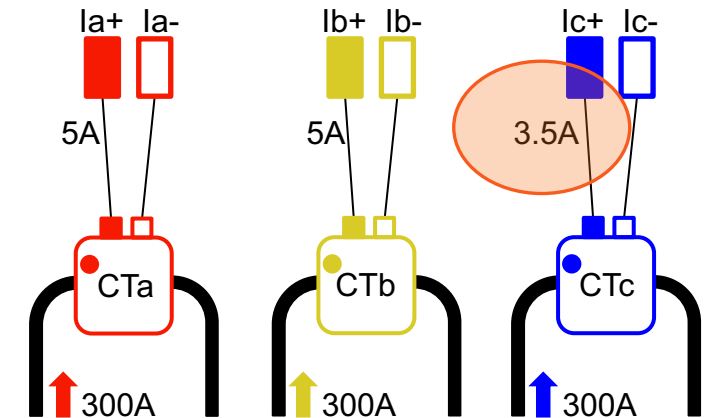 Ia+ Ia- Ib+ Ib- Ic+ Ic-
5A 5A 3.5A
CTa CTb CTc
300A 300A 300A